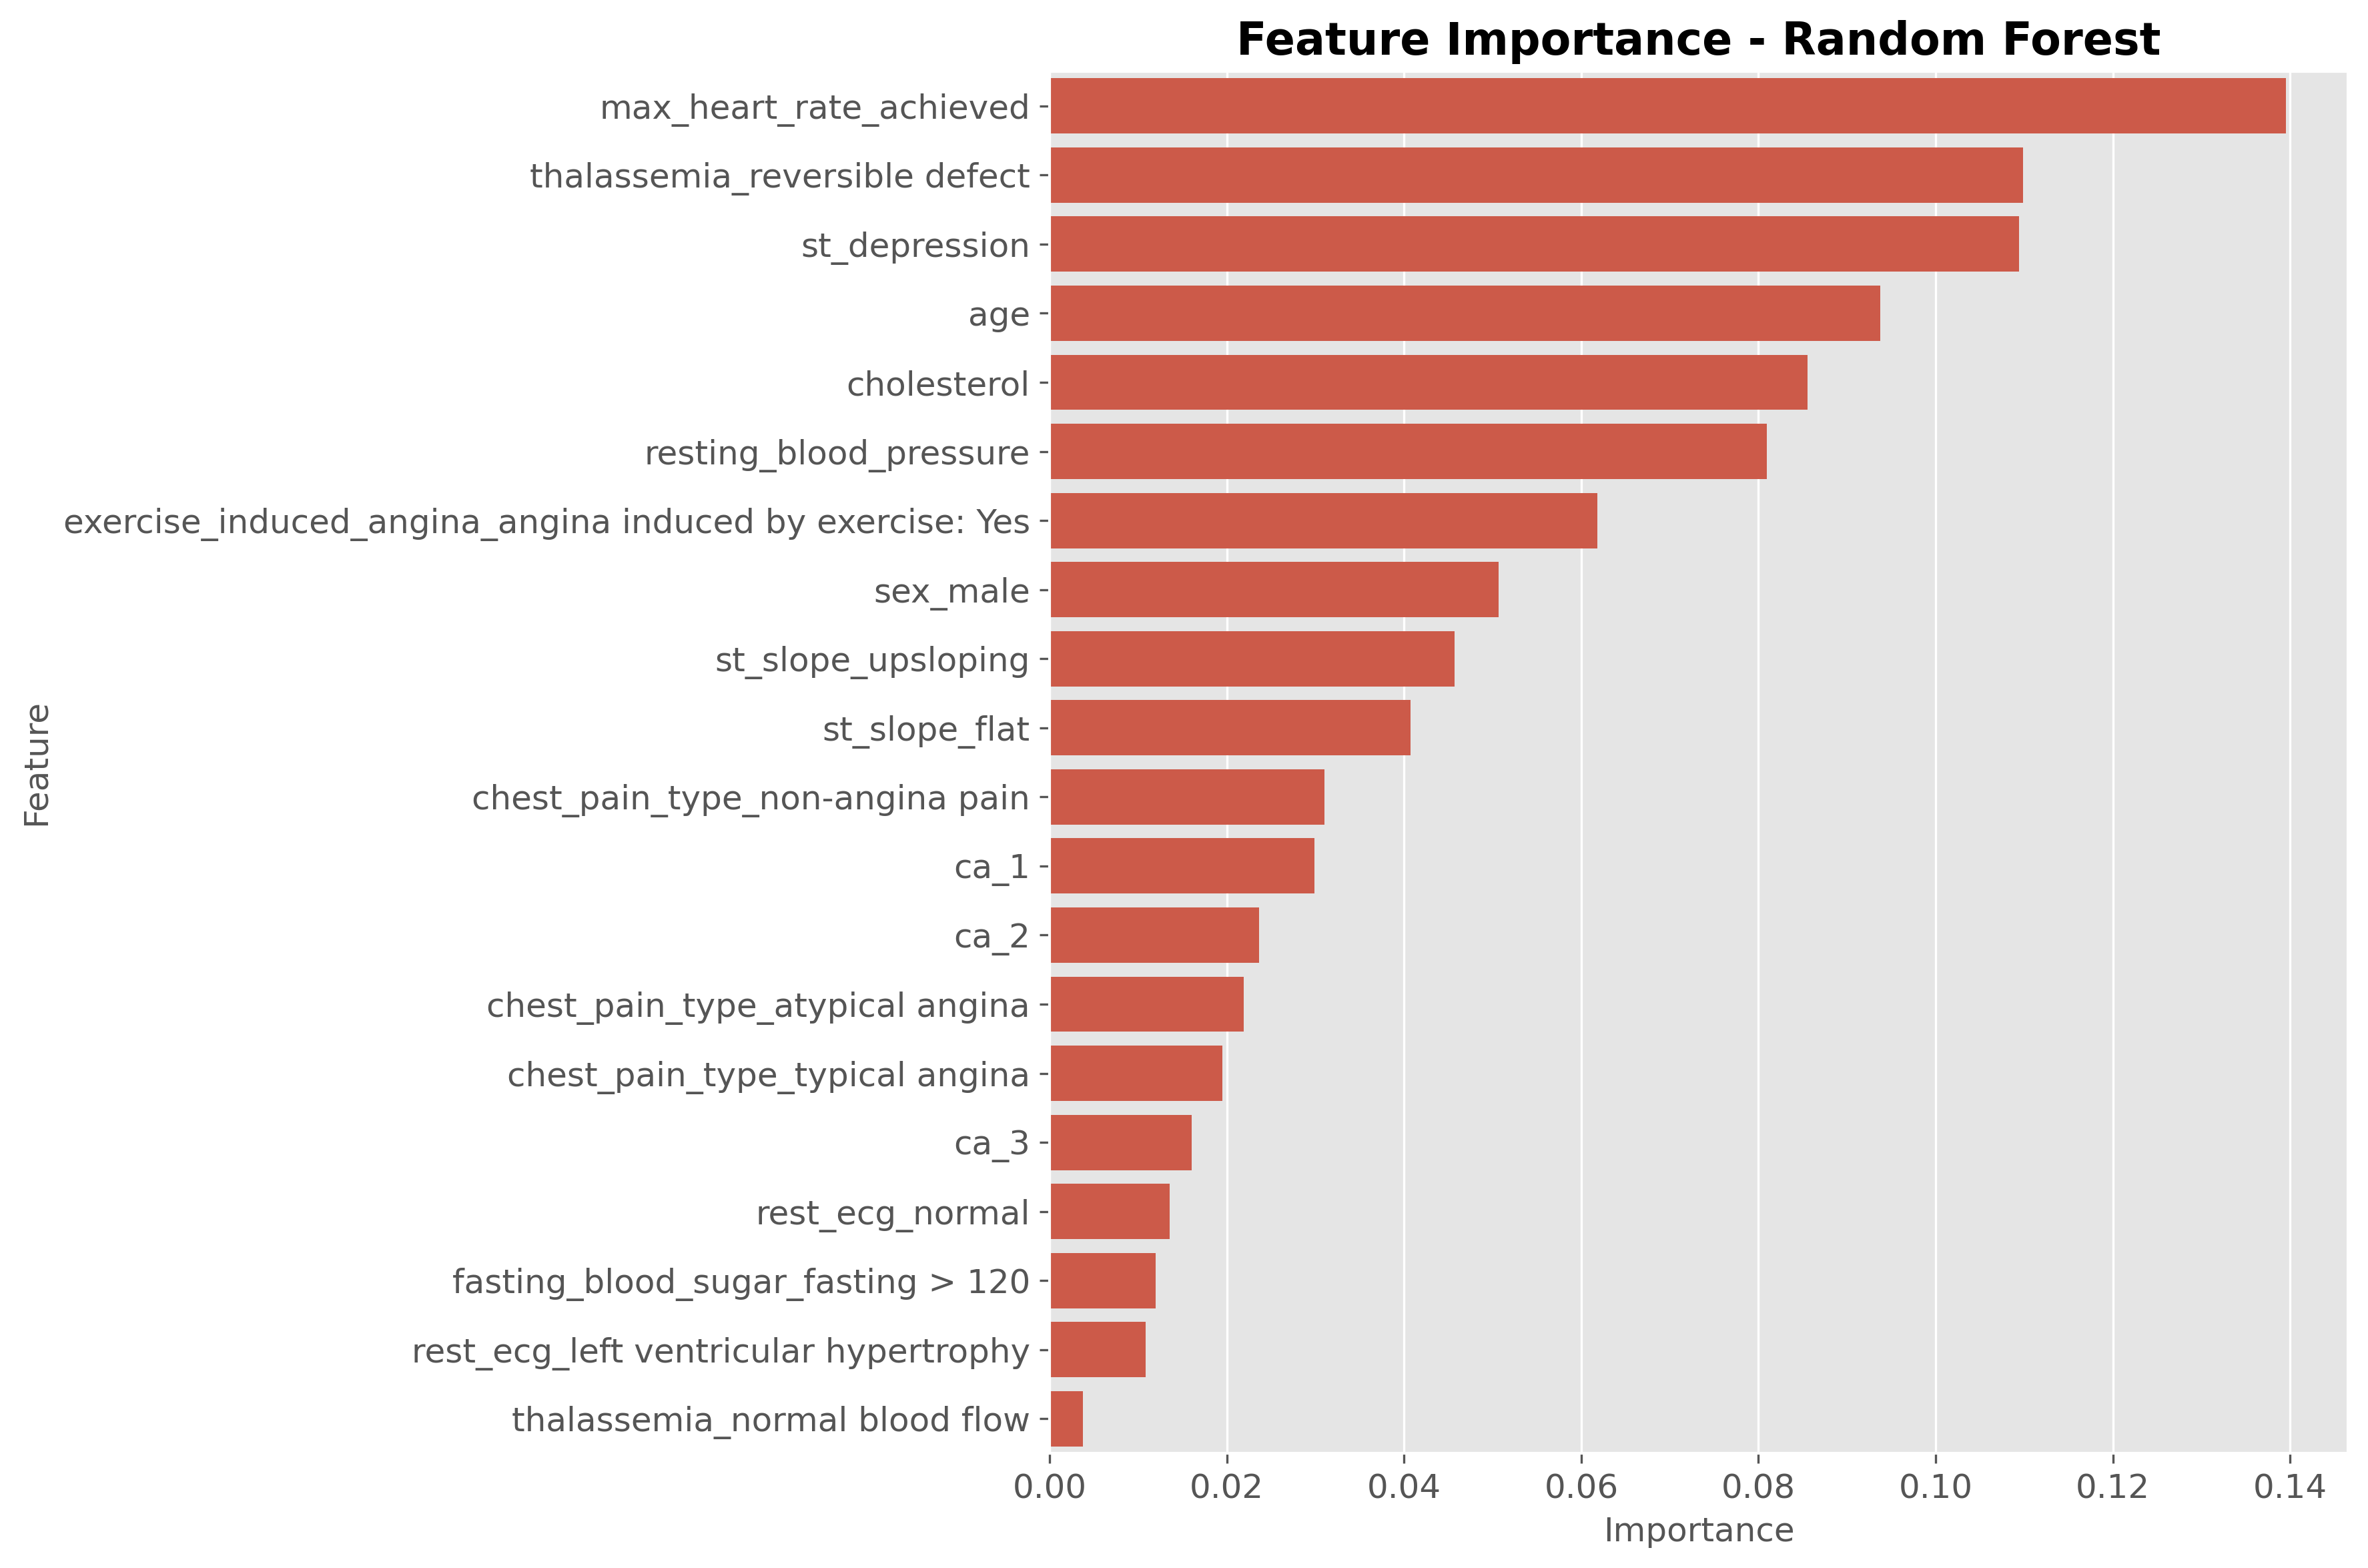 Feature Importance - Random Forest
max_heart_rate_achieved
thalassemia_reversible defect
st_depression
age
cholesterol
resting_blood_pressure
exercise_induced_angina_angina induced by exercise: Yes
sex_male
st_slope_upsloping
st_slope_flat
chest_pain_type_non-angina pain
ca_1
ca_2
chest_pain_type_atypical angina
chest_pain_type_typical angina
ca_3
rest_ecg_normal
fasting_blood_sugar_fasting > 120
rest_ecg_left ventricular hypertrophy
thalassemia_normal blood flow
Feature
0.00 0.02 0.04 0.06 0.08 0.10 0.12 0.14
Importance